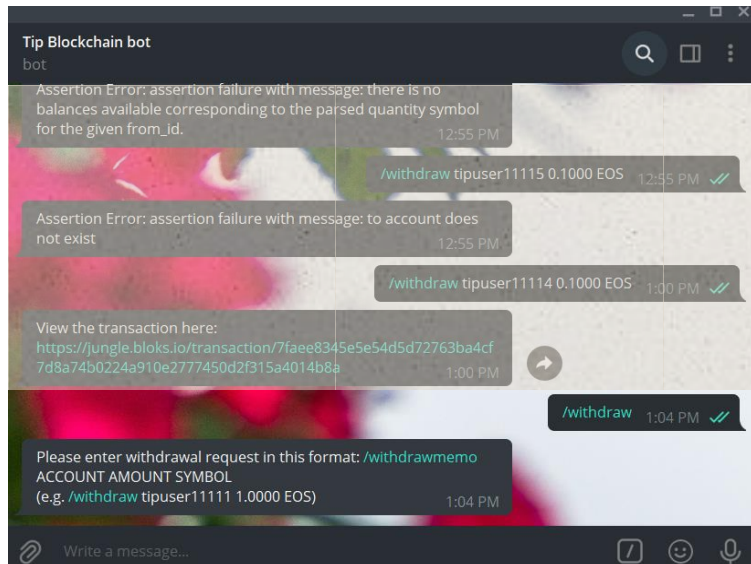 Tip Blockchain bot
bot
Assertion Error: assertion failure with message: there is no
balances available corresponding to the parsed quantity symbol
for the given from_id.
12:55 PM
/withdraw tipuser11115 0.1000 EOS 12:55 PM
Assertion Error: assertion failure with message: to account does
not exist
12:55 PM
/withdraw tipuser11114 0.1000 EOS 1:00 PM
View the transaction here:
https://jungle.bloks.io/transaction/7faee8345e5e54d5d72763ba4cf
7d8a74b0224a910e2777450d2f315a4014b8a
1:00 PM
/withdraw 1:04 PM
Please enter withdrawal request in this format: /withdrawmemo
ACCOUNT AMOUNT SYMBOL
(e.g. /withdraw tipuser11111 1.0000 EOS)
1:04 PM
Write a message...